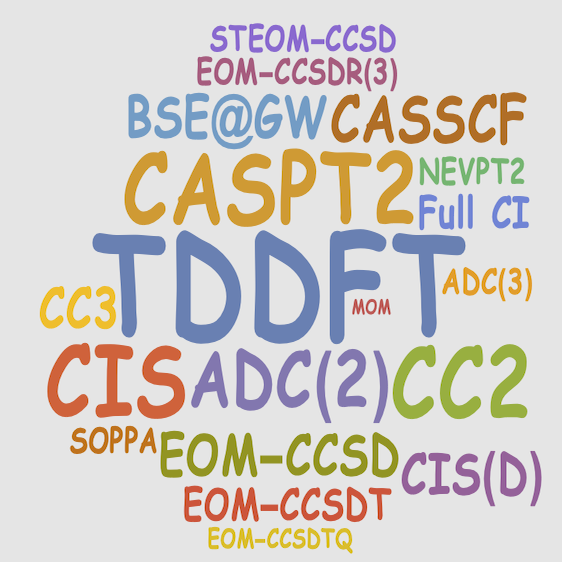 STEOM–CCSD
EOM–CCSDR(3)
BSE@GW CASSCF
CASPT2 NEVPT2
Full CI
TDDFT ADC(3)
CC3 MOM
CIS ADC(2) CC2
SOPPA EOM–CCSD CIS(D)
EOM–CCSDT
EOM–CCSDTQ